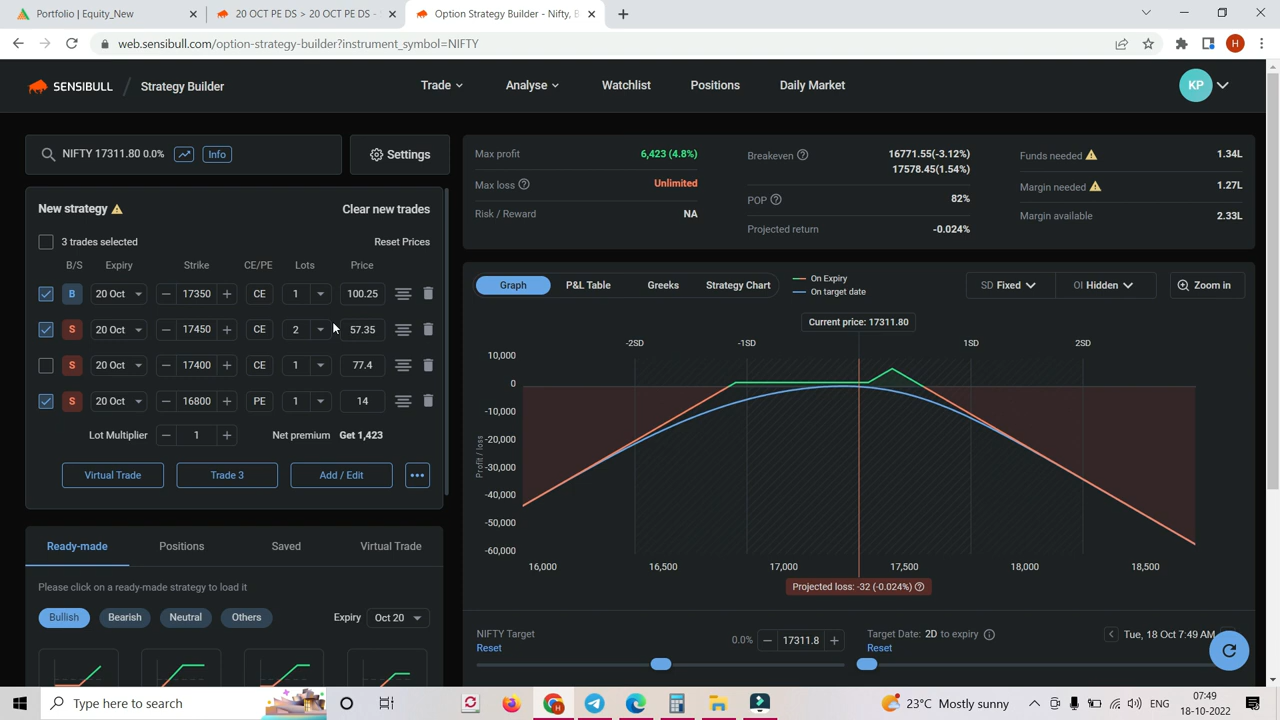 Portfolio | Equity_New
20 OCT PE DS > 20 OCT PE DS -
Option Strategy Builder - Nifty, B
web.sensibull.com/option-strategy-builder?instrument_symbol=NIFTY
H
SENSIBULL / Strategy Builder
Trade
Analyse
Watchlist
Positions
Daily Market
KP
NIFTY 17311.80 0.0%
Info
Settings
Max profit 6,423 (4.8%)
Max loss Unlimited
Risk / Reward NA
Breakeven 16771.55(-3.12%)
17578.45(1.54%)
POP 82%
Projected return -0.024%
Funds needed 1.34L
Margin needed 1.27L
Margin available 2.33L
New strategy
Clear new trades
3 trades selected
Reset Prices
B/S Expiry Strike CE/PE Lots Price
B 20 Oct 17350 CE 1 100.25
S 20 Oct 17450 CE 2 57.35
S 20 Oct 17400 CE 1 77.4
S 20 Oct 16800 PE 1 14
Lot Multiplier 1 Net premium Get 1,423
Virtual Trade
Trade 3
Add / Edit
Graph
P&L Table
Greeks
Strategy Chart
On Expiry
On target date
SD Fixed
OI Hidden
Zoom in
Current price: 17311.80
-2SD -1SD 1SD 2SD
10,000
0
-10,000
-20,000
-30,000
-40,000
-50,000
-60,000
Profit / loss
16,000 16,500 17,000 17,500 18,000 18,500
Projected loss: -32 (-0.024%)
Ready-made
Positions
Saved
Virtual Trade
Please click on a ready-made strategy to load it
Bullish
Bearish
Neutral
Others
Expiry Oct 20
NIFTY Target
Reset
0.0% 17311.8
Target Date: 2D to expiry
Reset
Tue, 18 Oct 7:49 AM
Type here to search
23°C Mostly sunny
ENG
07:49
18-10-2022